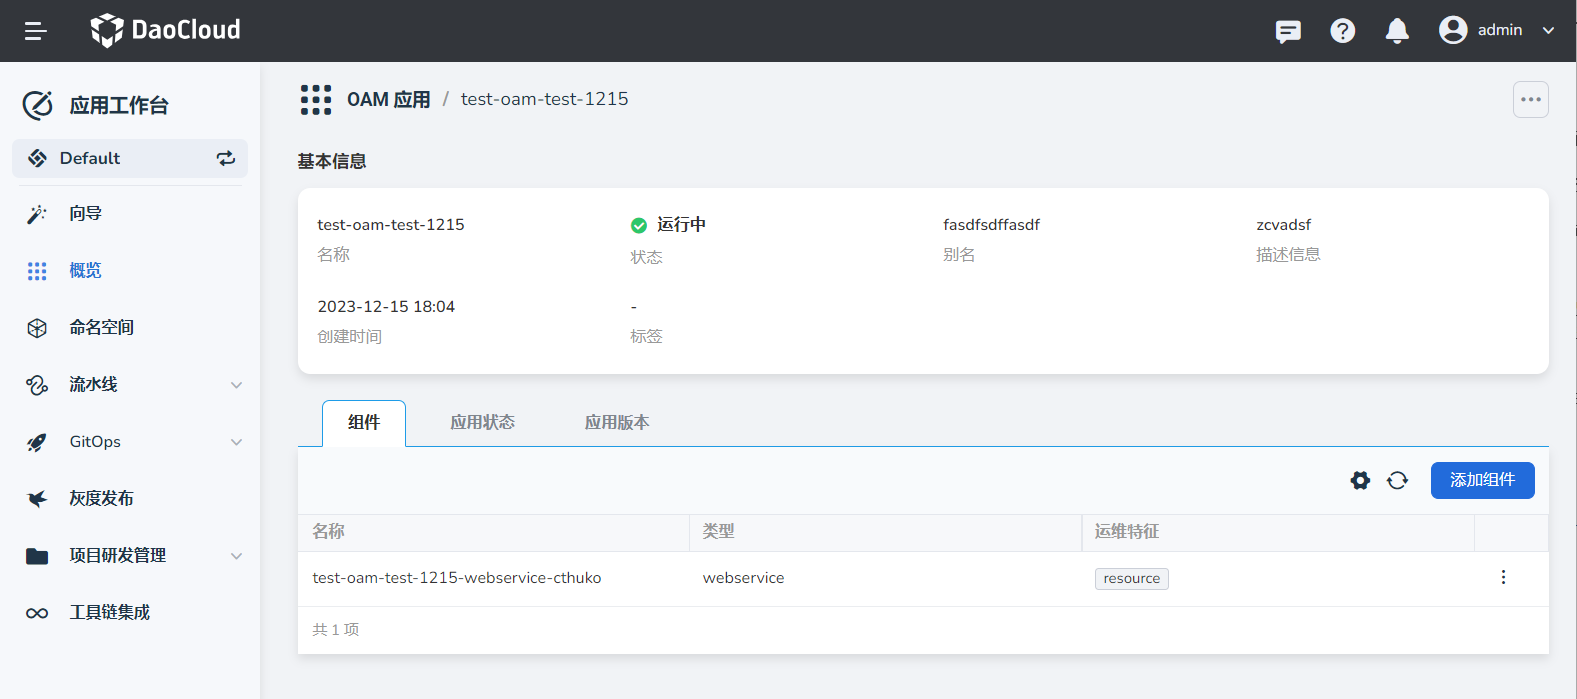 DaoCloud
admin
应用工作台
Default
向导
概览
命名空间
流水线
GitOps
灰度发布
项目研发管理
工具链集成
OAM 应用 / test-oam-test-1215
基本信息
test-oam-test-1215
名称
运行中
状态
fasdfsdffasdf
别名
zcvadsf
描述信息
2023-12-15 18:04
创建时间
-
标签
组件 应用状态 应用版本
添加组件
名称 类型 运维特征
test-oam-test-1215-webservice-cthuko webservice resource
共 1 项